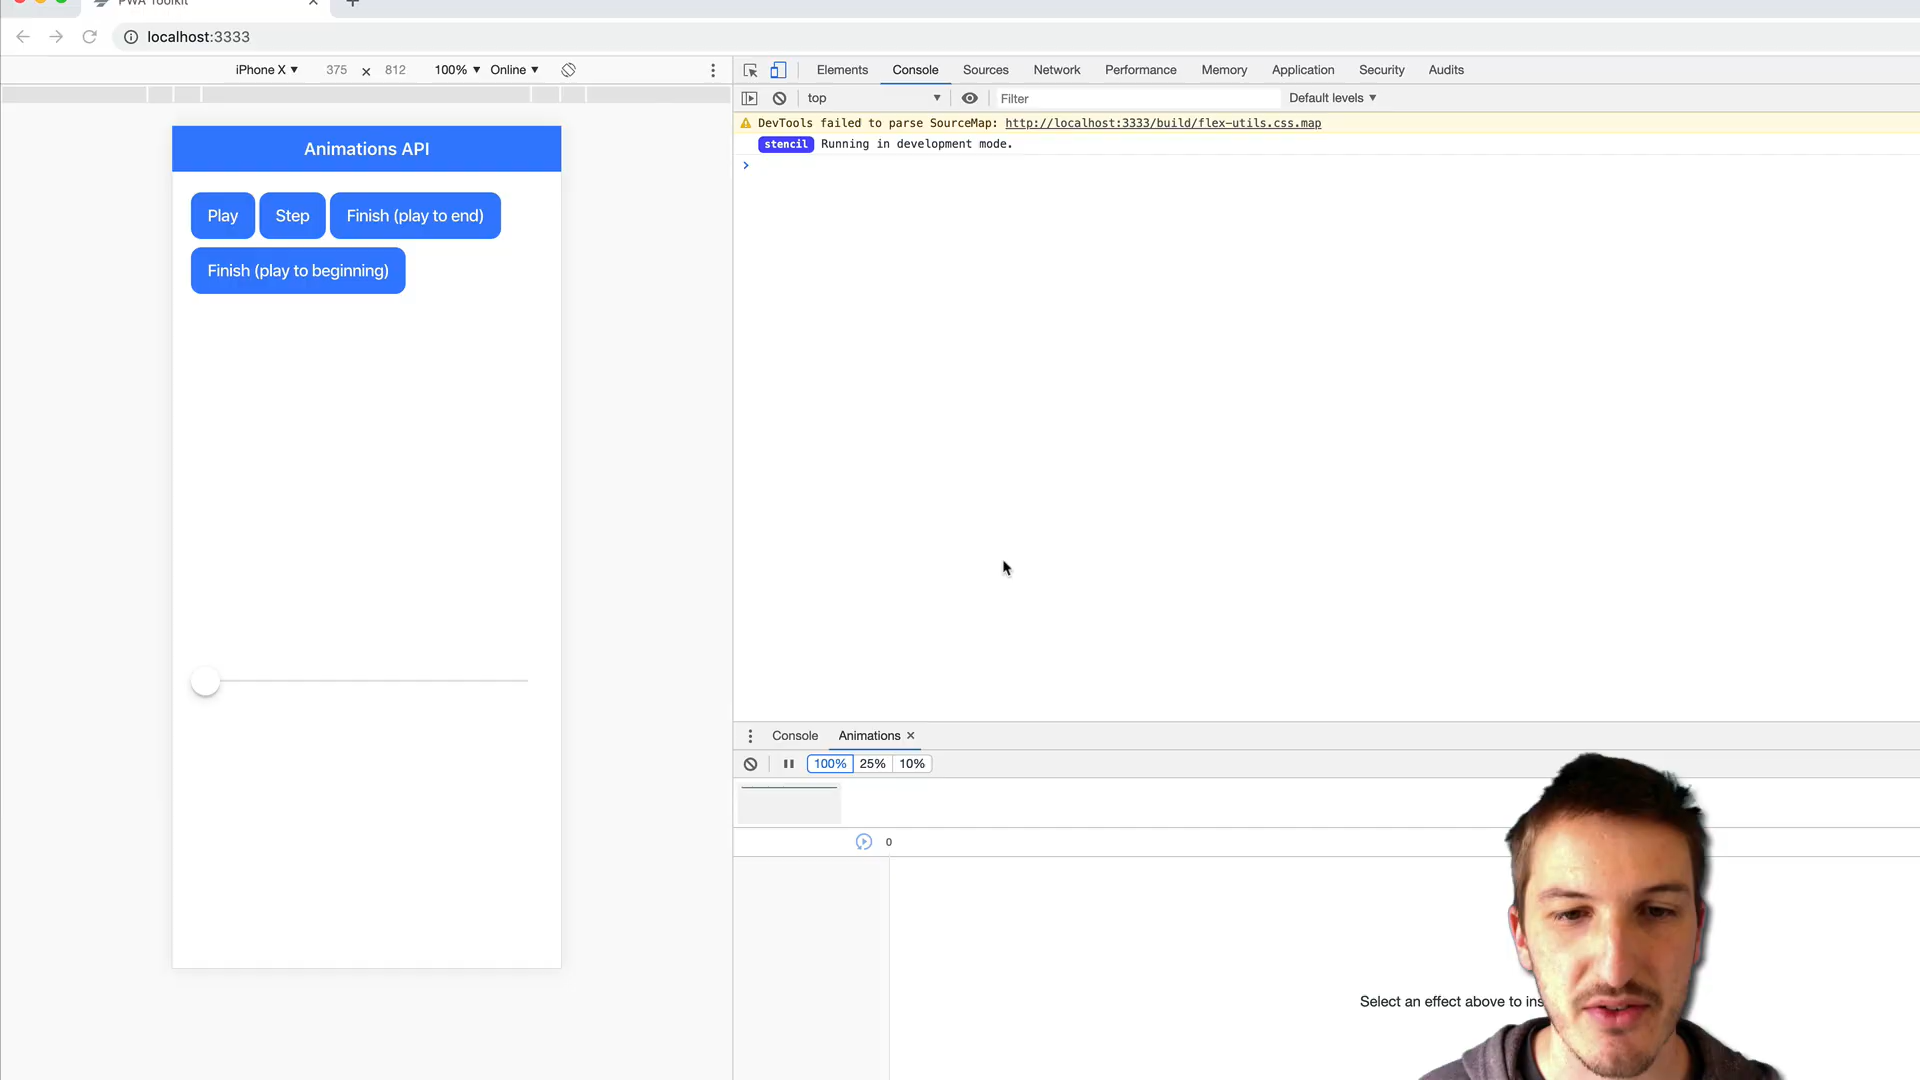 PWA Toolkit
localhost:3333
iPhone X ▼ 375 x 812 100% ▼ Online ▼
Elements Console Sources Network Performance Memory Application Security Audits
top ▼ Filter Default levels ▼
DevTools failed to parse SourceMap: http://localhost:3333/build/flex-utils.css.map
stencil Running in development mode.
Animations API
Play Step Finish (play to end)
Finish (play to beginning)
Console Animations ×
100% 25% 10%
0
Select an effect above to